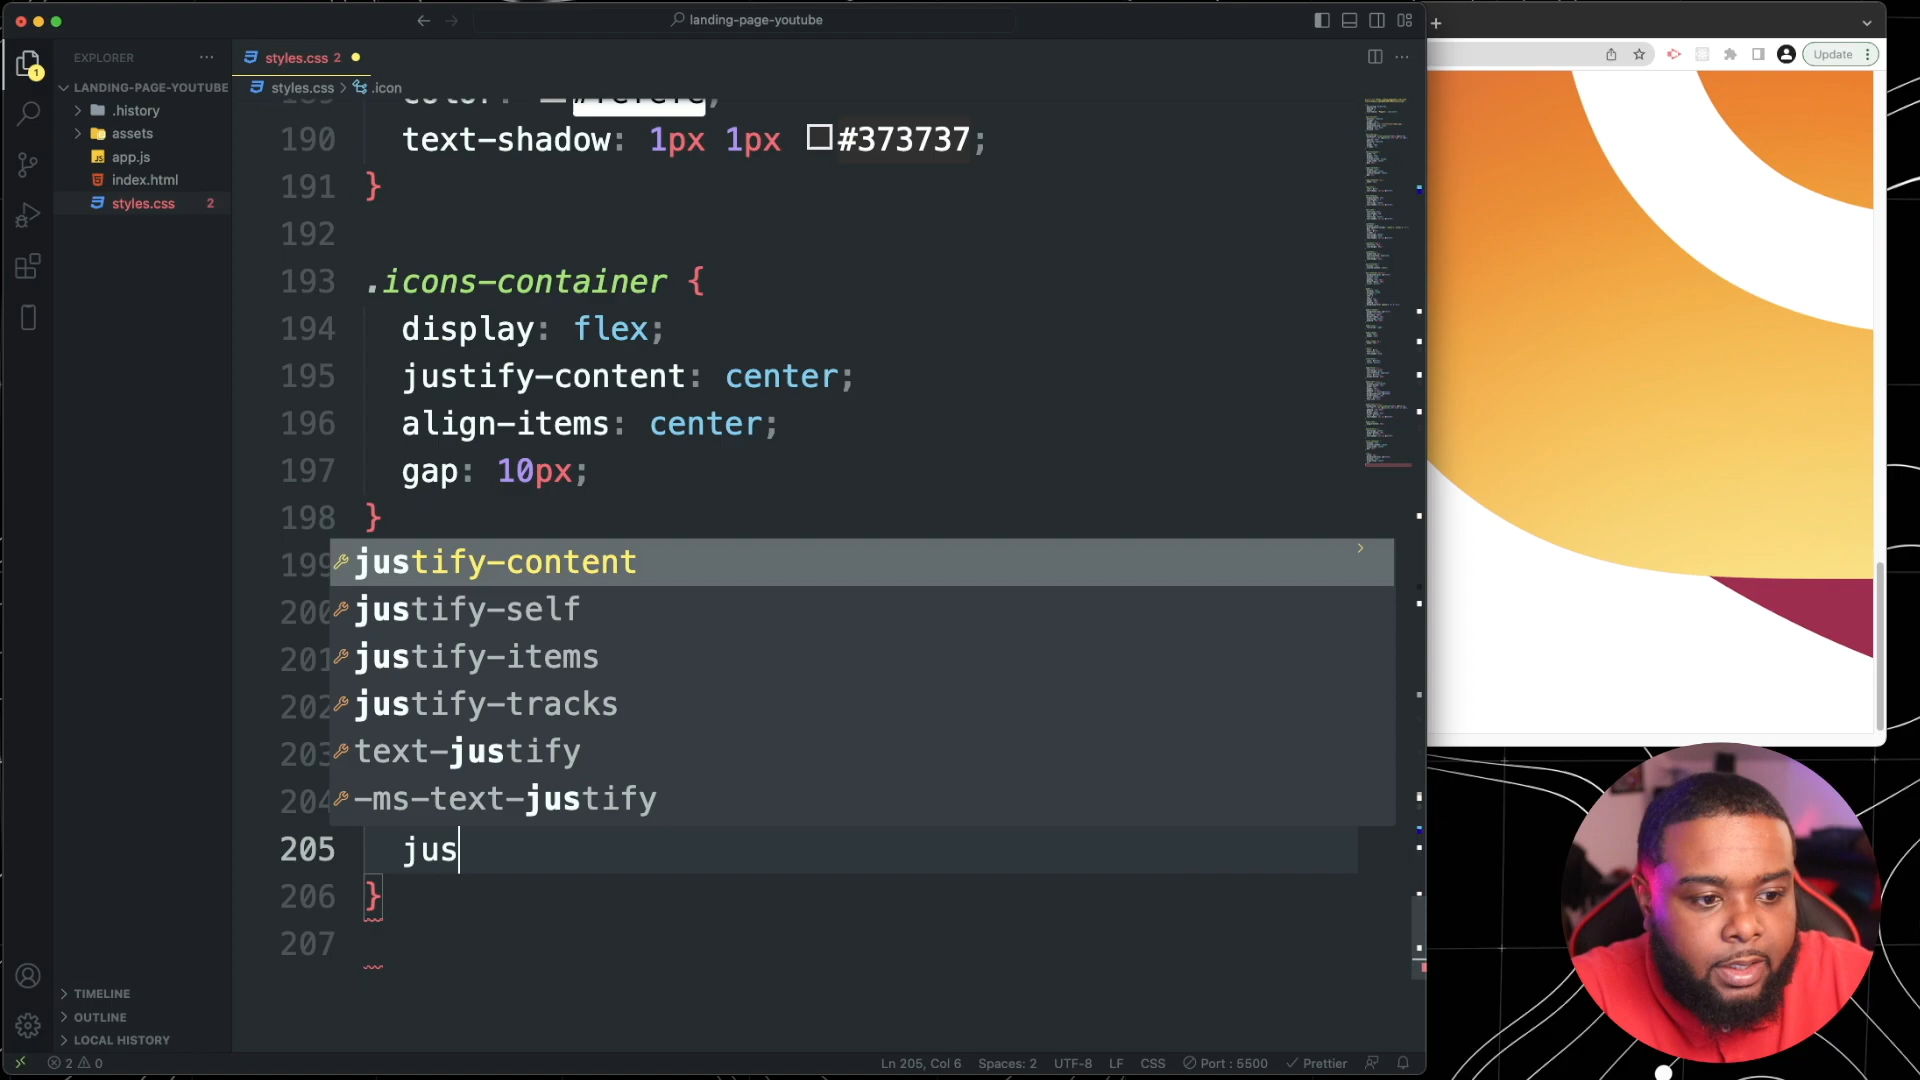 landing-page-youtube
Update
EXPLORER
styles.css 2
LANDING-PAGE-YOUTUBE
styles.css > .icon
.history
assets
app.js
index.html
styles.css 2
1
190 text-shadow: 1px 1px #373737;
191 }
192
193 .icons-container {
194 display: flex;
195 justify-content: center;
196 align-items: center;
197 gap: 10px;
198 }
199 justify-content
200 justify-self
201 justify-items
202 justify-tracks
203 text-justify
204 -ms-text-justify
205 jus
206 }
207
TIMELINE
OUTLINE
LOCAL HISTORY
2 0
Ln 205, Col 6 Spaces: 2 UTF-8 LF CSS Port : 5500 Prettier